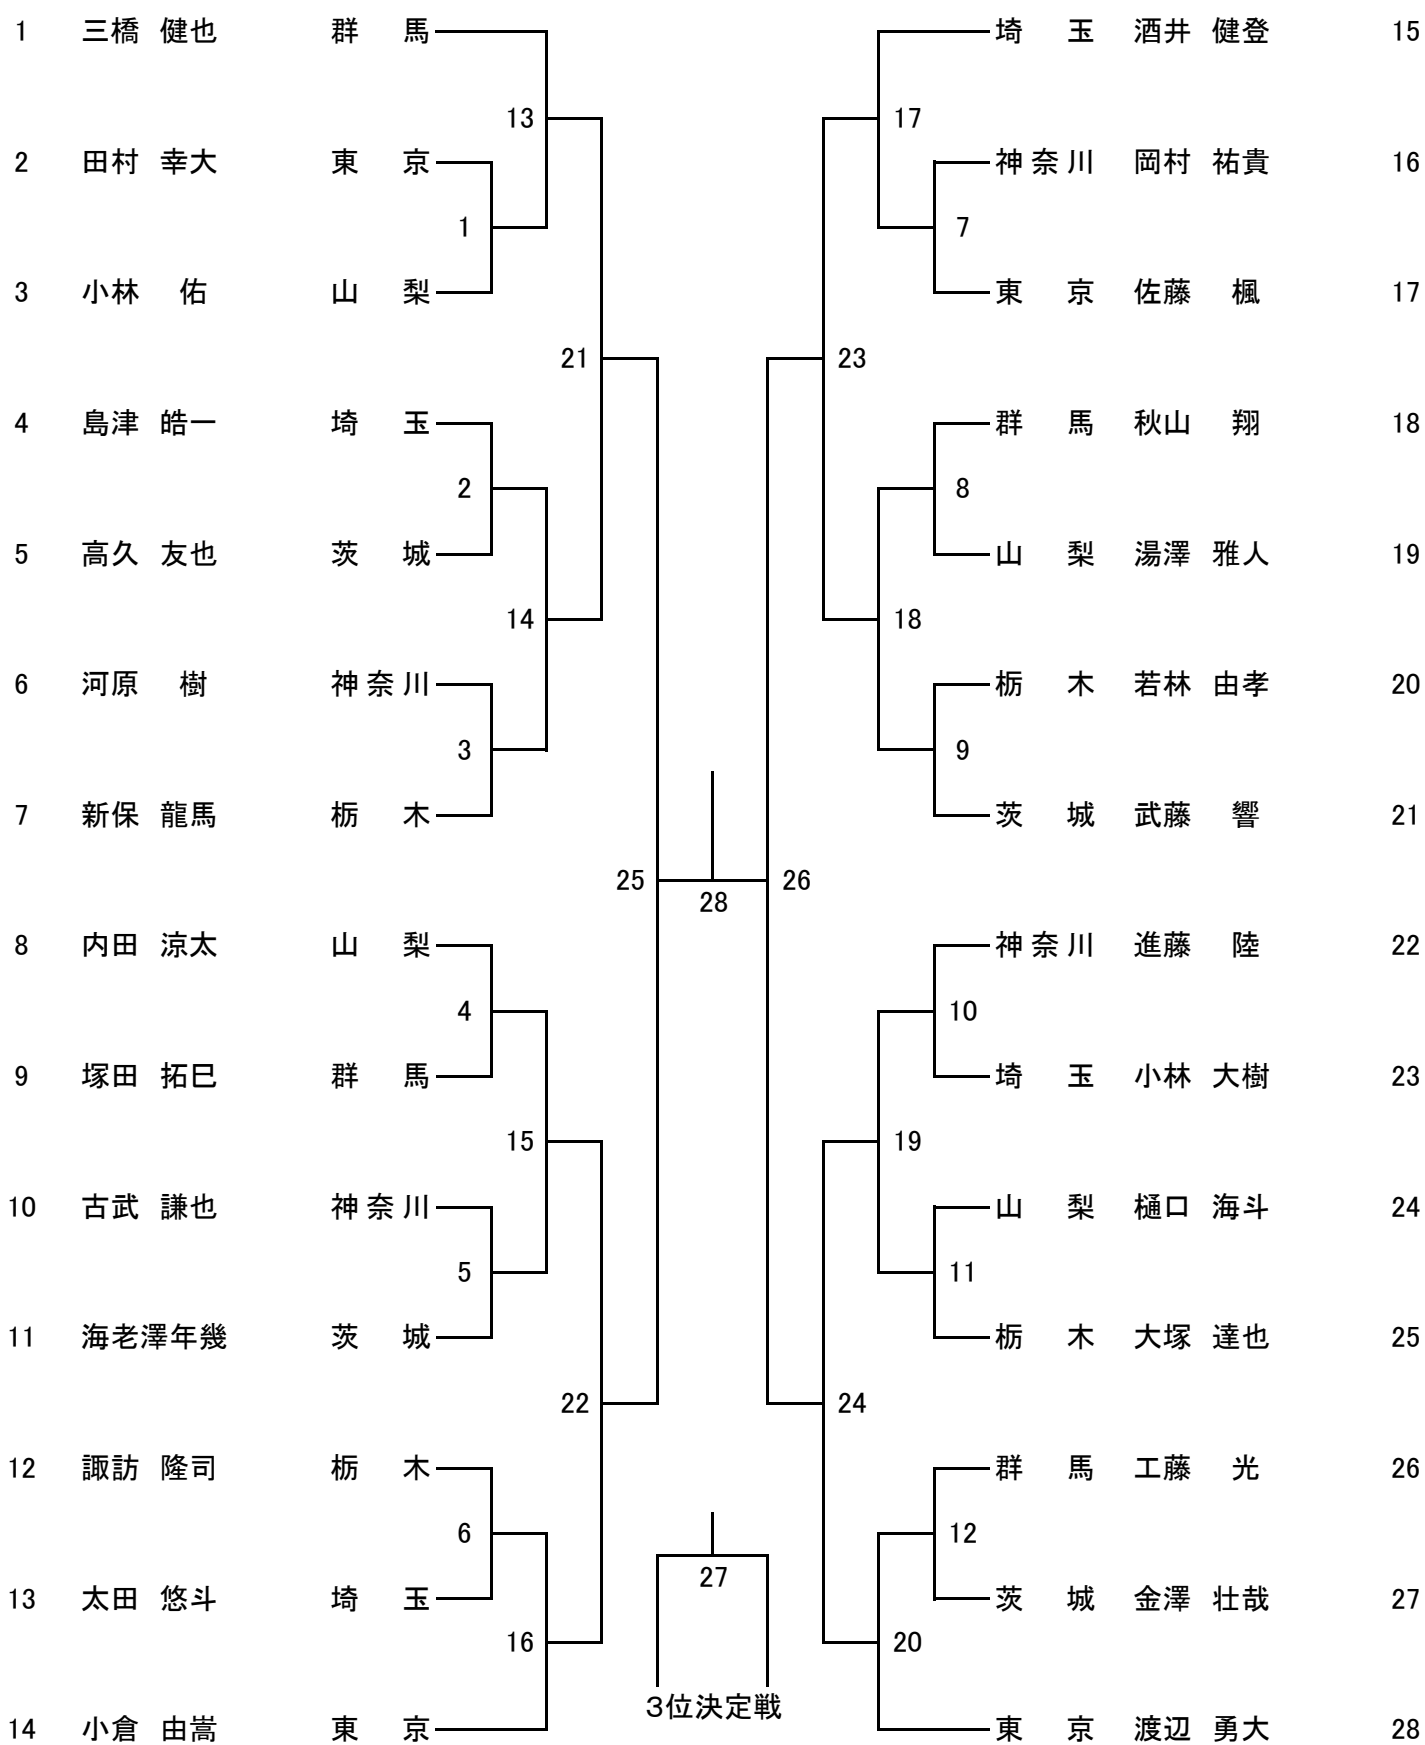 1 三橋 健也 群 馬 埼 玉 酒井 健登 15
13 17
2 田村 幸大 東 京 神奈川 岡村 祐貴 16
1 7
3 小林 佑 山 梨 東 京 佐藤 楓 17
21 23
4 島津 皓一 埼 玉 群 馬 秋山 翔 18
2 8
5 高久 友也 茨 城 山 梨 湯澤 雅人 19
14 18
6 河原 樹 神奈川 栃 木 若林 由孝 20
3 9
7 新保 龍馬 栃 木 茨 城 武藤 響 21
25 26
28
8 内田 涼太 山 梨 神奈川 進藤 陸 22
4 10
9 塚田 拓巳 群 馬 埼 玉 小林 大樹 23
15 19
10 古武 謙也 神奈川 山 梨 樋口 海斗 24
5 11
11 海老澤年幾 茨 城 栃 木 大塚 達也 25
22 24
12 諏訪 隆司 栃 木 群 馬 工藤 光 26
6 12
27
13 太田 悠斗 埼 玉 茨 城 金澤 壮哉 27
16 20
3位決定戦
14 小倉 由嵩 東 京 東 京 渡辺 勇大 28